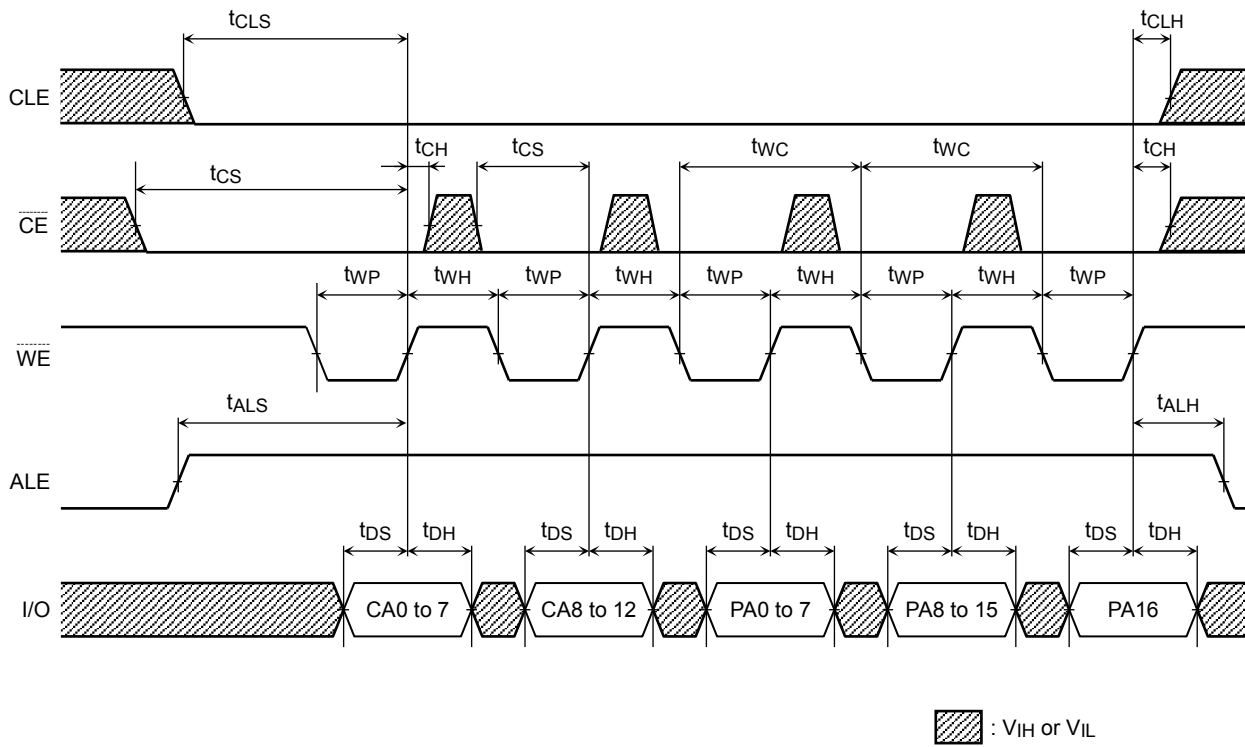 tCLS tCLH
CLE
tCH tCS tWC tWC tCH
tCS
CE
tWP tWH tWP tWH tWP tWH tWP tWH tWP
WE
tALS tALH
ALE
tDS tDH tDS tDH tDS tDH tDS tDH tDS tDH
I/O CA0 to 7 CA8 to 12 PA0 to 7 PA8 to 15 PA16
: VIH or VIL